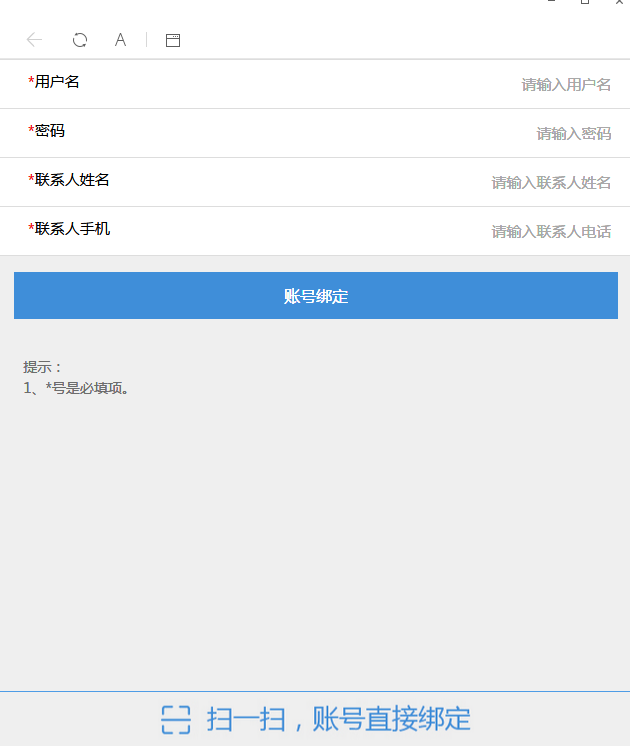 A
*用户名 请输入用户名
*密码 请输入密码
*联系人姓名 请输入联系人姓名
*联系人手机 请输入联系人电话
账号绑定
提示：
1、*号是必填项。
扫一扫，账号直接绑定